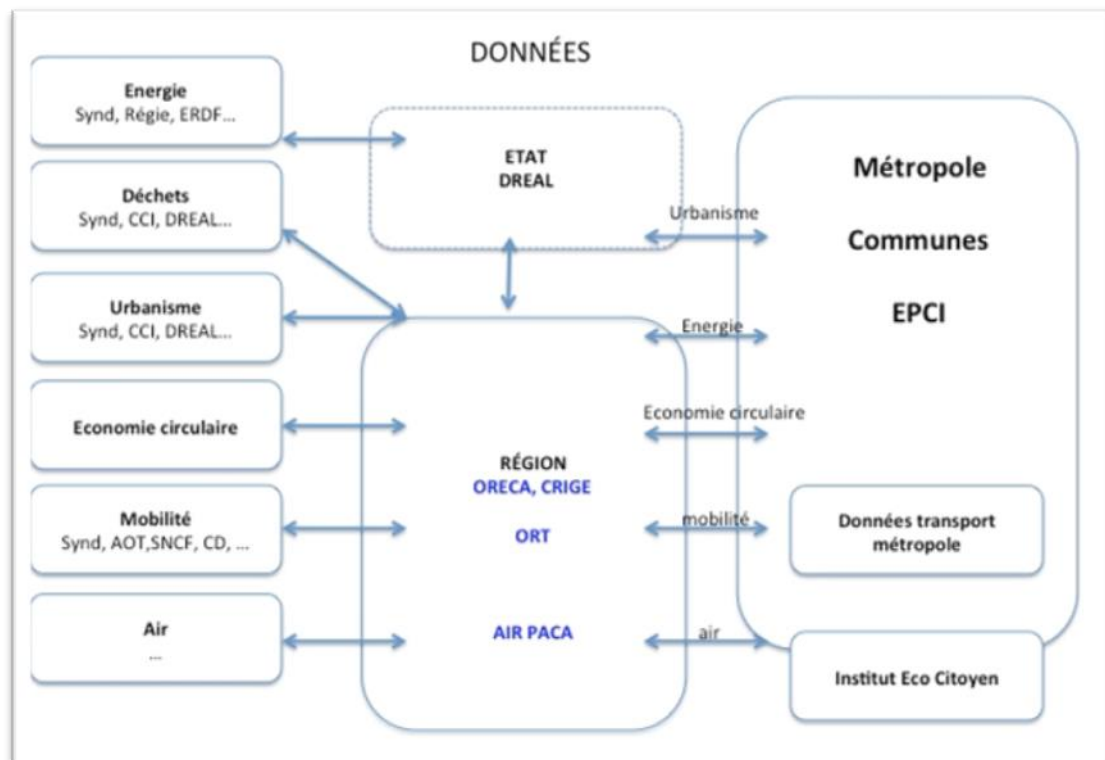 DONNÉES
Energie
Synd, Régie, ERDF...
Déchets
Synd, CCI, DREAL...
Urbanisme
Synd, CCI, DREAL...
Economie circulaire
Mobilité
Synd, AOT,SNCF, CD, ...
Air
...
ETAT
DREAL
RÉGION
ORECA, CRIGE
ORT
AIR PACA
Urbanisme
Energie
Economie circulaire
mobilité
air
Métropole
Communes
EPCI
Données transport
métropole
Institut Eco Citoyen